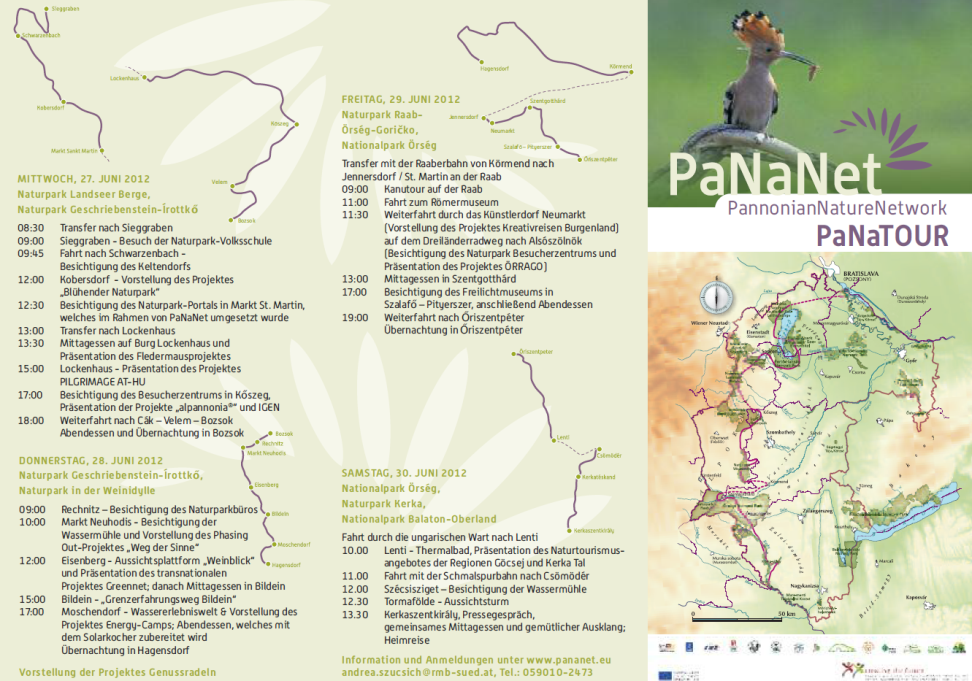 Sieggraben
Schwarzenbach
Kobersdorf
Markt Sankt Martin
Lockenhaus
Kőszeg
Velem
Bozsok
MITTWOCH, 27. JUNI 2012
Naturpark Landseer Berge,
Naturpark Geschriebenstein-Írottkő
08:30 Transfer nach Sieggraben
09:00 Sieggraben - Besuch der Naturpark-Volksschule
09:45 Fahrt nach Schwarzenbach -
Besichtigung des Keltendorfs
12:00 Kobersdorf - Vorstellung des Projektes
„Blühender Naturpark“
12:30 Besichtigung des Naturpark-Portals in Markt St. Martin,
welches im Rahmen von PaNaNet umgesetzt wurde
13:00 Transfer nach Lockenhaus
13:30 Mittagessen auf Burg Lockenhaus und
Präsentation des Fledermausprojektes
15:00 Lockenhaus - Präsentation des Projektes
PILGRIMAGE AT-HU
17:00 Besichtigung des Besucherzentrums in Kőszeg,
Präsentation der Projekte „alpannonia®“ und IGEN
18:00 Weiterfahrt nach Cák – Velem – Bozsok
Abendessen und Übernachtung in Bozsok
Bozsok
Rechnitz
Markt Neuhodis
Eisenberg
Bildein
Moschendorf
Hagensdorf
DONNERSTAG, 28. JUNI 2012
Naturpark Geschriebenstein-Írottkő,
Naturpark in der Weinidylle
09:00 Rechnitz – Besichtigung des Naturparkbüros
10:00 Markt Neuhodis - Besichtigung der
Wassermühle und Vorstellung des Phasing
Out-Projektes „Weg der Sinne“
12:00 Eisenberg - Aussichtsplattform „Weinblick“
und Präsentation des transnationalen
Projektes Greennet; danach Mittagessen in Bildein
15:00 Bildein - „Grenzerfahrungsweg Bildein“
17:00 Moschendorf - Wassererlebniswelt & Vorstellung des
Projektes Energy-Camps; Abendessen, welches mit
dem Solarkocher zubereitet wird
Übernachtung in Hagensdorf
Vorstellung der Projektes Genussradeln
Hagensdorf
Körmend
Szentgotthárd
Jennersdorf
Neumarkt
Szalafő - Pityerszer
Őriszentpéter
FREITAG, 29. JUNI 2012
Naturpark Raab-
Őrség-Goričko,
Nationalpark Őrség
Transfer mit der Raaberbahn von Körmend nach
Jennersdorf / St. Martin an der Raab
09:00 Kanutour auf der Raab
11:00 Fahrt zum Römermuseum
11:30 Weiterfahrt durch das Künstlerdorf Neumarkt
(Vorstellung des Projektes Kreativreisen Burgenland)
auf dem Dreiländerradweg nach Alsószölnök
(Besichtigung des Naturpark Besucherzentrums und
Präsentation des Projektes ÖRRAGO)
13:00 Mittagessen in Szentgotthárd
17:00 Besichtigung des Freilichtmuseums in
Szalafő – Pityerszer, anschließend Abendessen
19:00 Weiterfahrt nach Őriszentpéter
Übernachtung in Őriszentpéter
Őriszentpéter
Lenti
Csömödér
Kerkatiskand
Kerkaszentkirály
SAMSTAG, 30. JUNI 2012
Nationalpark Őrség,
Naturpark Kerka,
Nationalpark Balaton-Oberland
Fahrt durch die ungarischen Wart nach Lenti
10.00 Lenti - Thermalbad, Präsentation des Naturtourismus-
angebotes der Regionen Göcsej und Kerka Tal
11.00 Fahrt mit der Schmalspurbahn nach Csömödér
12.00 Szécsisziget – Besichtigung der Wassermühle
12.30 Tormafölde - Aussichtsturm
13.30 Kerkaszentkirály, Pressegespräch,
gemeinsames Mittagessen und gemütlicher Ausklang;
Heimreise
Information und Anmeldungen unter www.pananet.eu
andrea.szucsich@rmb-sued.at, Tel.: 059010-2473
PaNaNet
PannonianNatureNetwork
PaNaTOUR
BRATISLAVA
(POZSONY)
Wiener Neustadt
Eisenstadt
Győr
Csorna
Kapuvár
Pápa
Szombathely
Zalaegerszeg
Nagykanizsa
Kaposvár
0 50 km